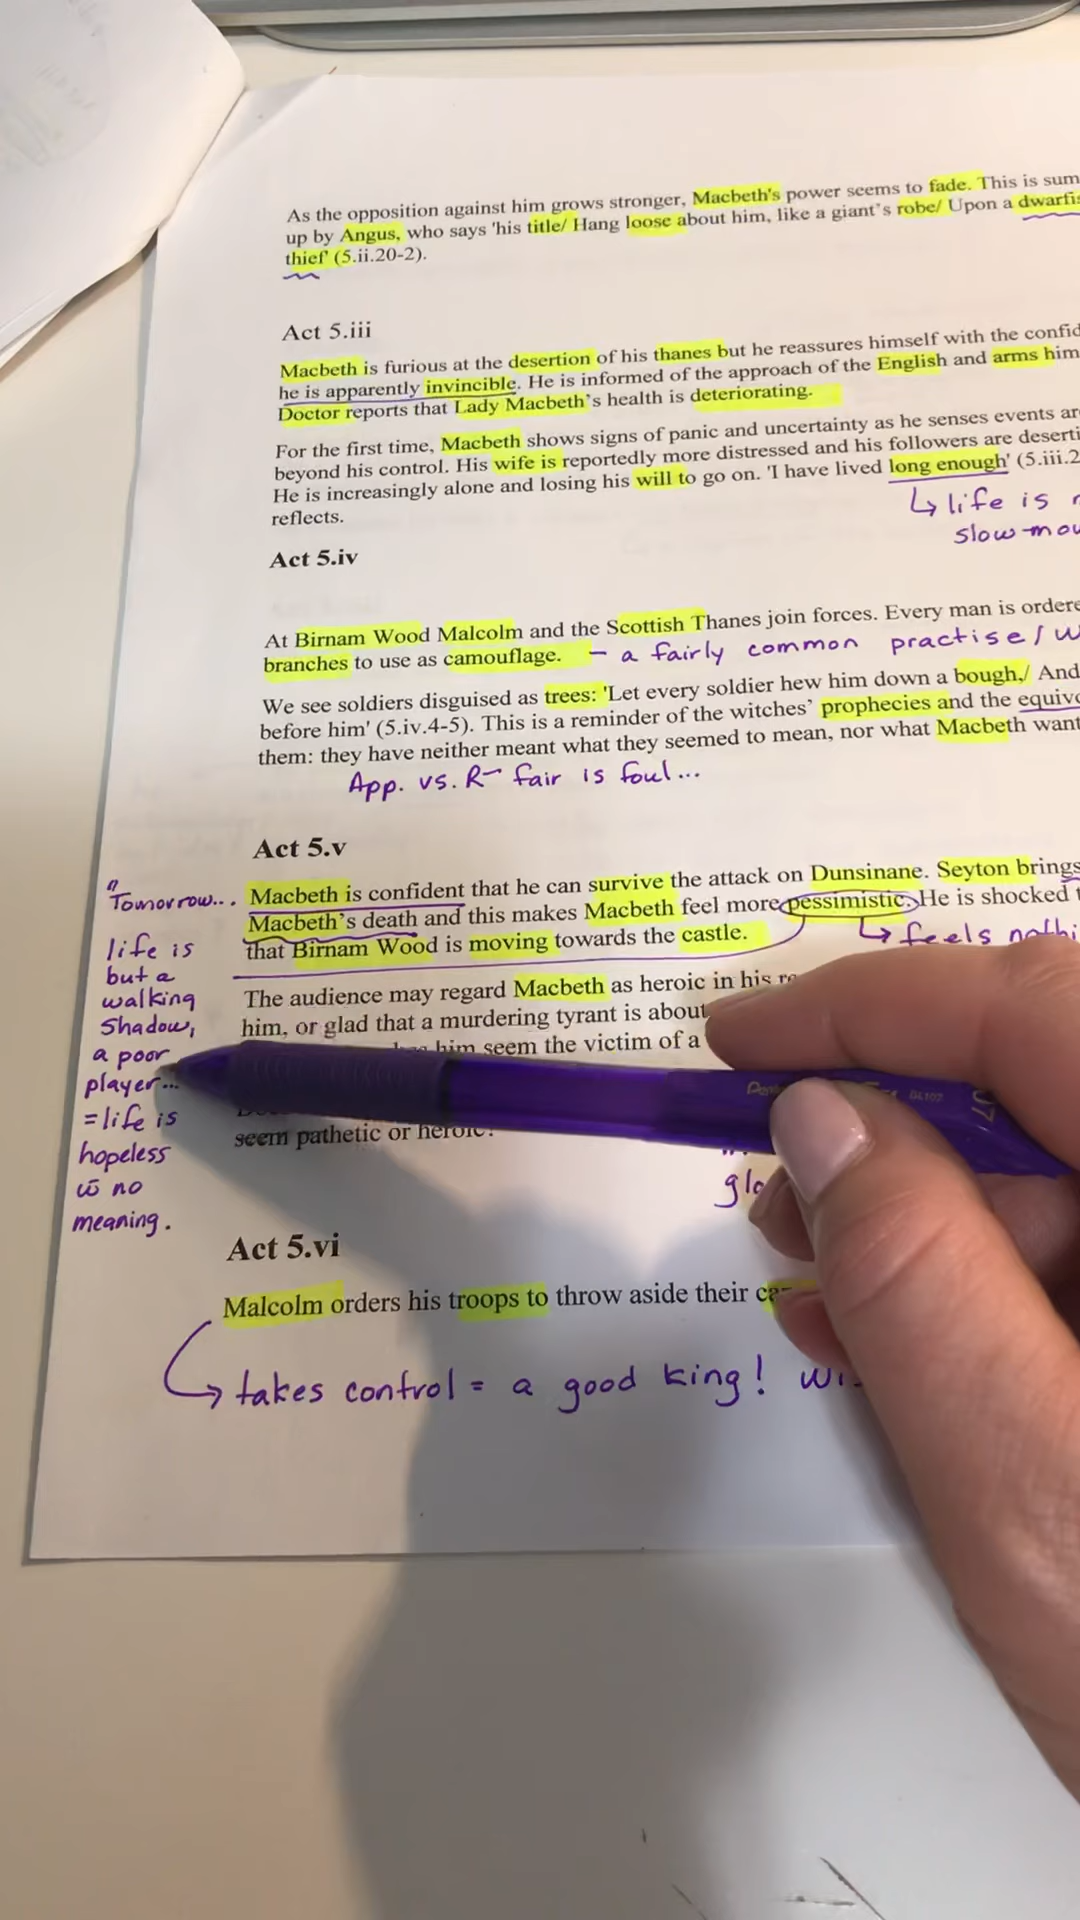 As the opposition against him grows stronger, Macbeth's power seems to fade. This is sum
up by Angus, who says 'his title/ Hang loose about him, like a giant's robe/ Upon a dwarfis
thief' (5.ii.20-2).
Act 5.iii
Macbeth is furious at the desertion of his thanes but he reassures himself with the confid
he is apparently invincible. He is informed of the approach of the English and arms him
Doctor reports that Lady Macbeth's health is deteriorating.
For the first time, Macbeth shows signs of panic and uncertainty as he senses events are
beyond his control. His wife is reportedly more distressed and his followers are deserti
He is increasingly alone and losing his will to go on. 'I have lived long enough' (5.iii.2
reflects.
↳ life is
slow-mo
Act 5.iv
At Birnam Wood Malcolm and the Scottish Thanes join forces. Every man is ordere
branches to use as camouflage. - a fairly common practise/ w
We see soldiers disguised as trees: 'Let every soldier hew him down a bough,/ And
before him' (5.iv.4-5). This is a reminder of the witches' prophecies and the equivo
them: they have neither meant what they seemed to mean, nor what Macbeth want
App. vs. R- fair is foul...
Act 5.v
Macbeth is confident that he can survive the attack on Dunsinane. Seyton brings
Macbeth's death and this makes Macbeth feel more pessimistic. He is shocked t
that Birnam Wood is moving towards the castle.
↳ feels nothi
"Tomorrow...
life is
but a
walking
shadow,
a poor
player...
=life is
hopeless
w̄ no
meaning.
The audience may regard Macbeth as heroic in his re
him, or glad that a murdering tyrant is about
him seem the victim of a
seem pathetic or heroic?
glo
Pentel
DL107
07
Act 5.vi
Malcolm orders his troops to throw aside their ca
↳ takes control = a good king! wi